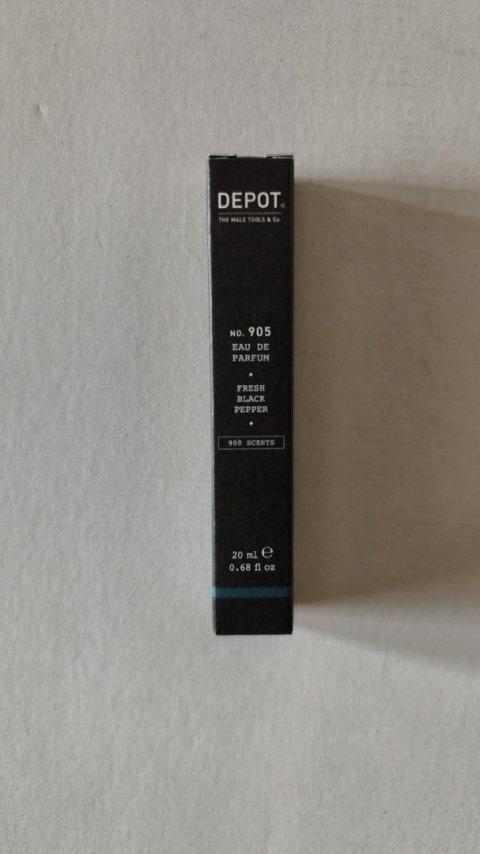 DEPOT®
THE MALE TOOLS & Co.
NO. 905
EAU DE
PARFUM
•
FRESH
BLACK
PEPPER
•
900 SCENTS
20 ml ℮
0.68 fl oz